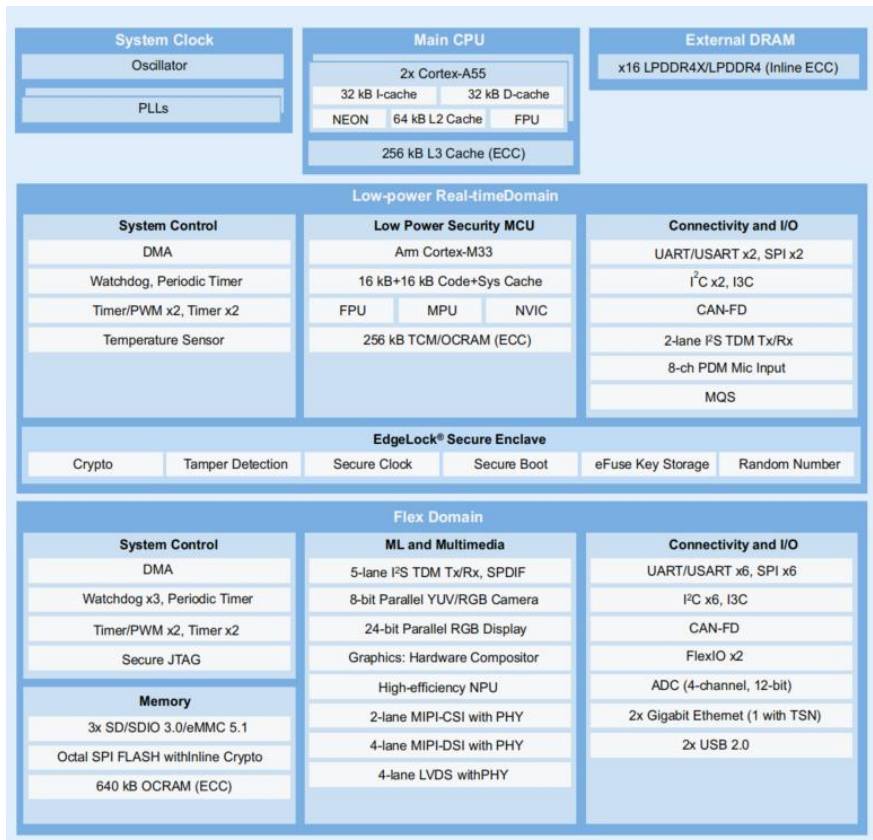 System Clock
Oscillator
PLLs
Main CPU
2x Cortex-A55
32 kB I-cache
32 kB D-cache
NEON
64 kB L2 Cache
FPU
256 kB L3 Cache (ECC)
External DRAM
x16 LPDDR4X/LPDDR4 (Inline ECC)
Low-power Real-timeDomain
System Control
DMA
Watchdog, Periodic Timer
Timer/PWM x2, Timer x2
Temperature Sensor
Low Power Security MCU
Arm Cortex-M33
16 kB+16 kB Code+Sys Cache
FPU
MPU
NVIC
256 kB TCM/OCRAM (ECC)
Connectivity and I/O
UART/USART x2, SPI x2
I²C x2, I3C
CAN-FD
2-lane I²S TDM Tx/Rx
8-ch PDM Mic Input
MQS
EdgeLock® Secure Enclave
Crypto
Tamper Detection
Secure Clock
Secure Boot
eFuse Key Storage
Random Number
Flex Domain
System Control
DMA
Watchdog x3, Periodic Timer
Timer/PWM x2, Timer x2
Secure JTAG
Memory
3x SD/SDIO 3.0/eMMC 5.1
Octal SPI FLASH withInline Crypto
640 kB OCRAM (ECC)
ML and Multimedia
5-lane I²S TDM Tx/Rx, SPDIF
8-bit Parallel YUV/RGB Camera
24-bit Parallel RGB Display
Graphics: Hardware Compositor
High-efficiency NPU
2-lane MIPI-CSI with PHY
4-lane MIPI-DSI with PHY
4-lane LVDS withPHY
Connectivity and I/O
UART/USART x6, SPI x6
I²C x6, I3C
CAN-FD
FlexIO x2
ADC (4-channel, 12-bit)
2x Gigabit Ethernet (1 with TSN)
2x USB 2.0